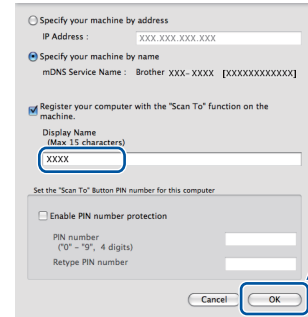 Specify your machine by address
IP Address : XXX.XXX.XXX.XXX
Specify your machine by name
mDNS Service Name : Brother XXX-XXXX [XXXXXXXXXXXX]
Register your computer with the "Scan To" function on the
machine.
Display Name
(Max 15 characters)
XXXX
Set the "Scan To" Button PIN number for this computer
Enable PIN number protection
PIN number
("0" - "9", 4 digits)
Retype PIN number
Cancel OK